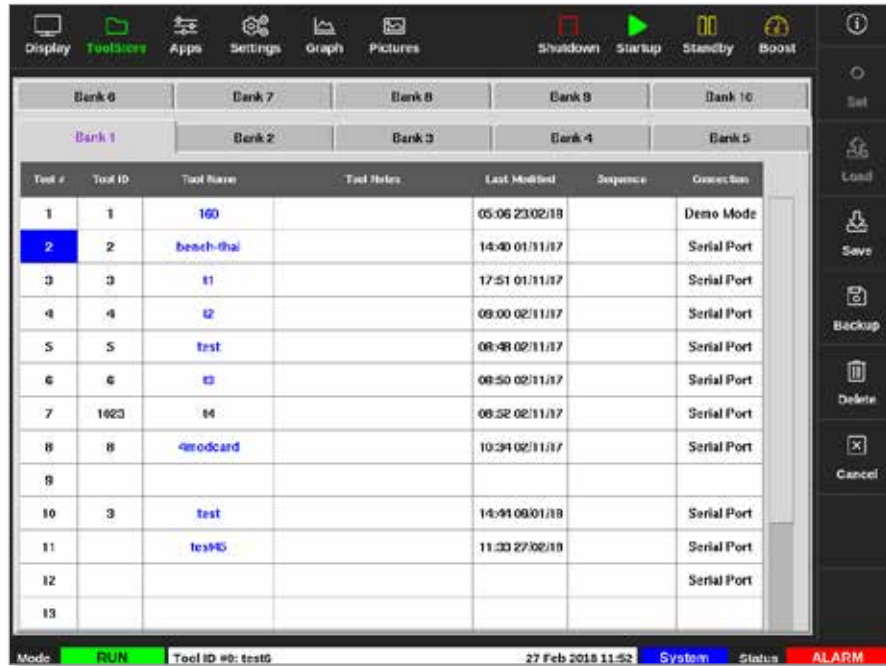 Display ToolStore Apps Settings Graph Pictures Shutdown Startup Standby Boost
Set
Load
Save
Backup
Delete
Cancel
Bank 6 Bank 7 Bank 8 Bank 9 Bank 10
Bank 1 Bank 2 Bank 3 Bank 4 Bank 5
Tool # Tool ID Tool Name Tool Notes Last Modified Sequence Connection
1 1 160 05:06 23/02/18 Demo Mode
2 2 bench-thai 14:40 01/11/17 Serial Port
3 3 t1 17:51 01/11/17 Serial Port
4 4 t2 08:00 02/11/17 Serial Port
5 5 test 08:48 02/11/17 Serial Port
6 6 t3 08:50 02/11/17 Serial Port
7 1023 t4 08:52 02/11/17 Serial Port
8 8 4modcard 10:34 02/11/17 Serial Port
9
10 3 test 14:44 Serial Port
11 test45 11:33 27/02/18 Serial Port
12 Serial Port
13
Mode RUN Tool ID #0: test6 27 Feb 2018 11:52 System Status ALARM